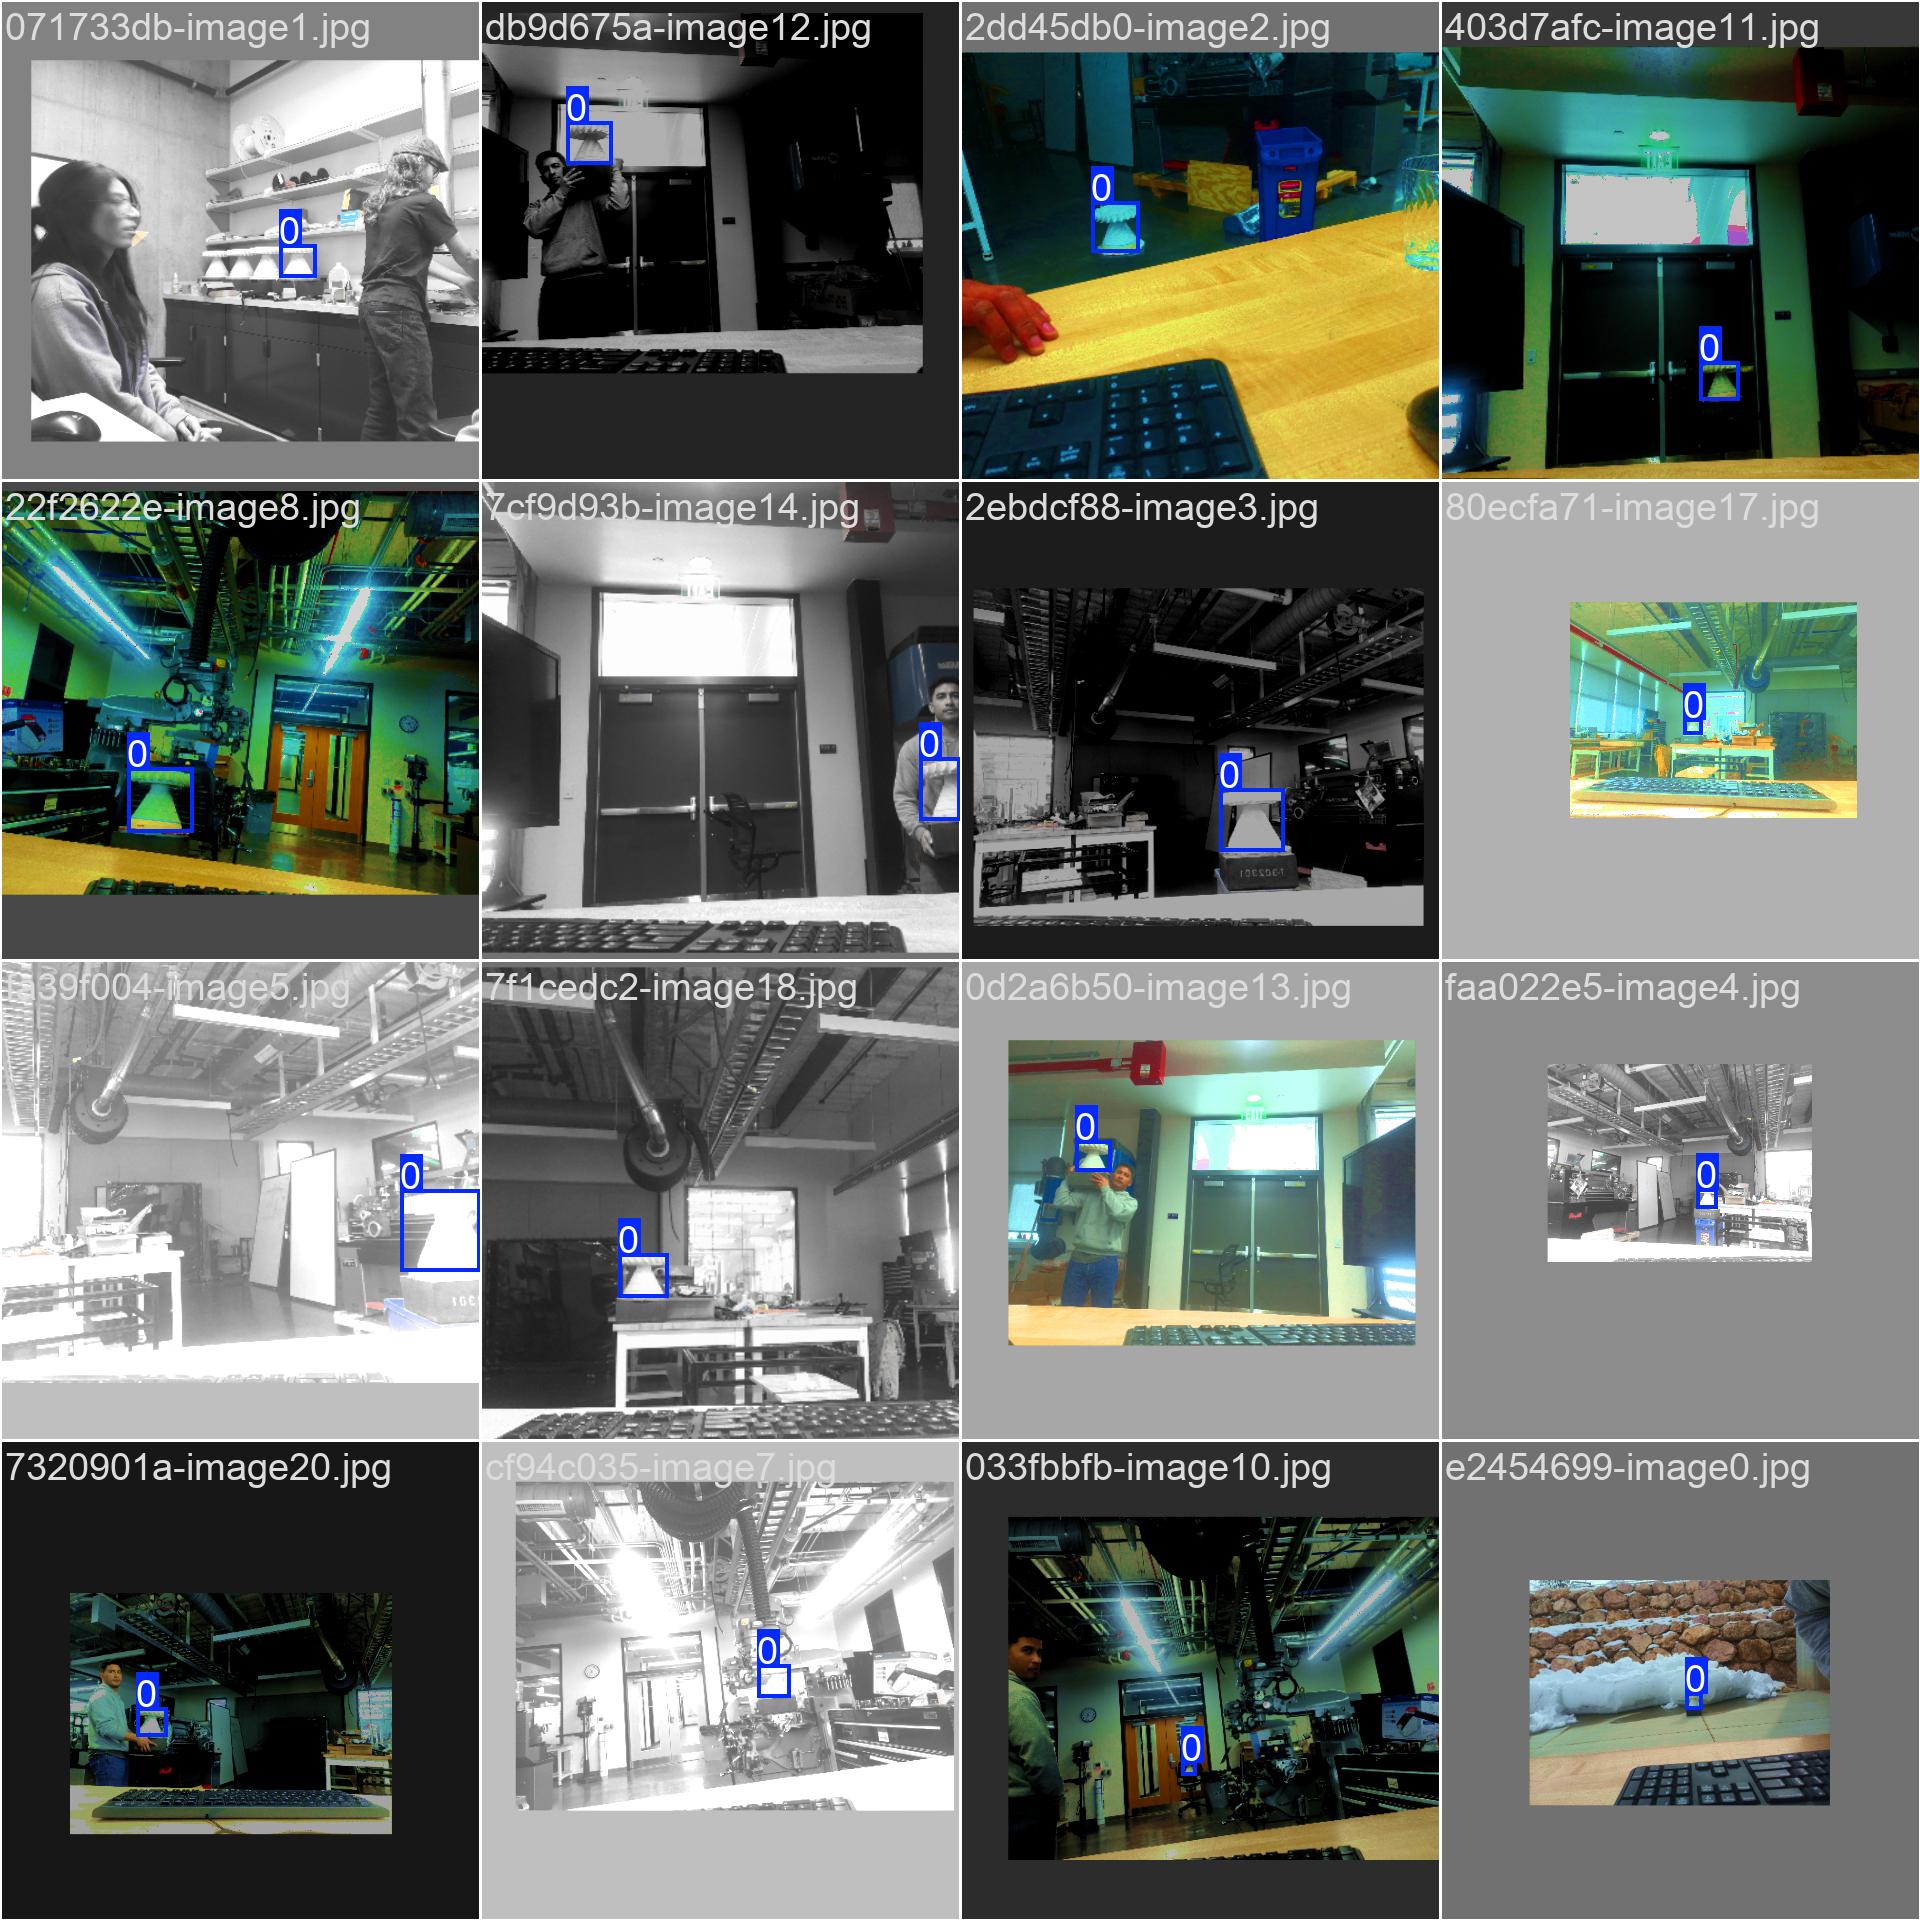 071733db-image1.jpg
db9d675a-image12.jpg
2dd45db0-image2.jpg
403d7afc-image11.jpg
0
0
0
0
22f2622e-image8.jpg
7cf9d93b-image14.jpg
2ebdcf88-image3.jpg
80ecfa71-image17.jpg
0
0
0
0
39f004-image5.jpg
7f1cedc2-image18.jpg
0d2a6b50-image13.jpg
faa022e5-image4.jpg
0
0
0
0
7320901a-image20.jpg
cf94c035-image7.jpg
033fbbfb-image10.jpg
e2454699-image0.jpg
0
0
0
0